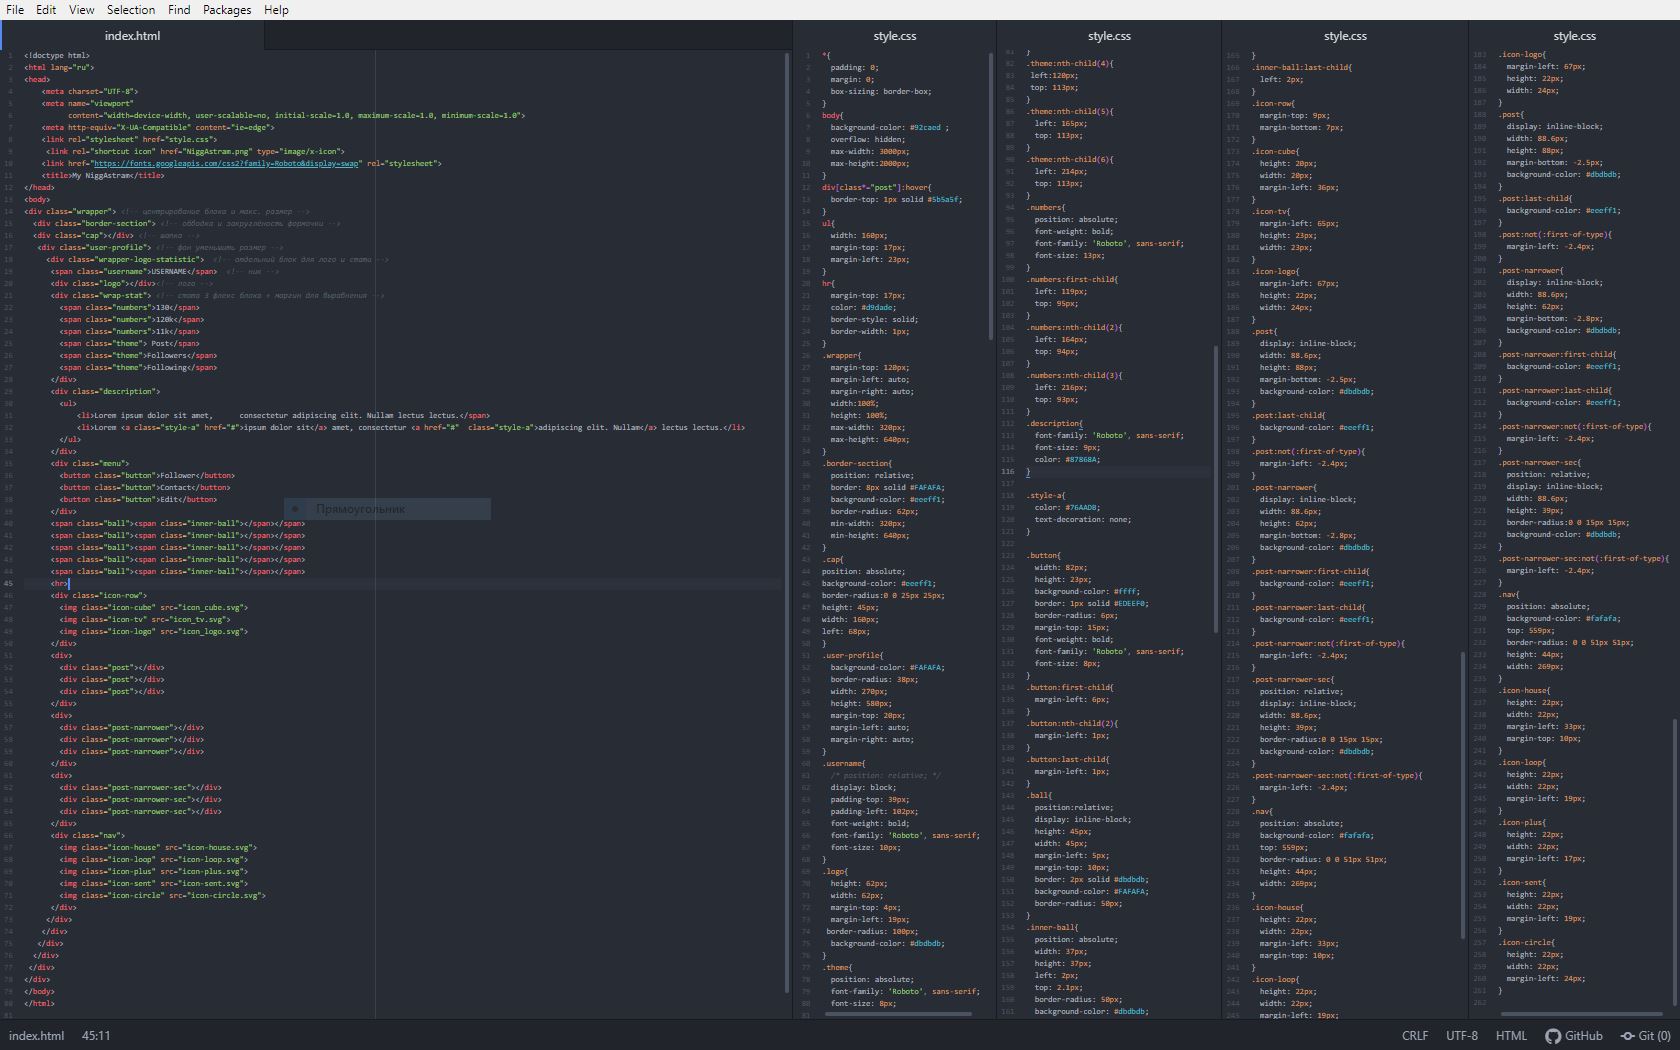 File Edit View Selection Find Packages Help
index.html
<!doctype html>
<html lang="ru">
<head>
<meta charset="UTF-8">
<meta name="viewport"
content="width=device-width, user-scalable=no, initial-scale=1.0, maximum-scale=1.0, minimum-scale=1.0">
<meta http-equiv="X-UA-Compatible" content="ie=edge">
<link rel="stylesheet" href="style.css">
<link rel="shortcut icon" href="NiggAstram.png" type="image/x-icon">
<link href="https://fonts.googleapis.com/css2?family=Roboto&display=swap" rel="stylesheet">
<title>My NiggAstram</title>
</head>
<body>
<div class="wrapper">
<div class="border-section">
<div class="cap"></div> <!-- шапка -->
<div class="user-profile"> <!-- фон уменьшить размер -->
<div class="wrapper-logo-statistic">
<span class="username">USERNAME</span> <!-- ник -->
<div class="logo"></div><!-- лого -->
<div class="wrap-stat">
<span class="numbers">130</span>
<span class="numbers">120k</span>
<span class="numbers">11k</span>
<span class="theme"> Post</span>
<span class="theme">Followers</span>
<span class="theme">Following</span>
</div>
<div class="description">
<ul>
<li>Lorem ipsum dolor sit amet, consectetur adipiscing elit. Nullam lectus lectus.</span>
<li>Lorem <a class="style-a" href="#">ipsum dolor sit</a> amet, consectetur <a href="#" class="style-a">adipiscing elit. Nullam</a> lectus lectus.</li>
</ul>
</div>
<div class="menu">
<button class="button">Follower</button>
<button class="button">Contact</button>
<button class="button">Edit</button>
</div>
Прямоугольник
<span class="ball"><span class="inner-ball"></span></span>
<span class="ball"><span class="inner-ball"></span></span>
<span class="ball"><span class="inner-ball"></span></span>
<span class="ball"><span class="inner-ball"></span></span>
<span class="ball"><span class="inner-ball"></span></span>
45 <hr>
<div class="icon-row">
<img class="icon-cube" src="icon_cube.svg">
<img class="icon-tv" src="icon_tv.svg">
<img class="icon-logo" src="icon_logo.svg">
</div>
<div>
<div class="post"></div>
<div class="post"></div>
<div class="post"></div>
</div>
<div>
<div class="post-narrower"></div>
<div class="post-narrower"></div>
<div class="post-narrower"></div>
</div>
<div>
<div class="post-narrower-sec"></div>
<div class="post-narrower-sec"></div>
<div class="post-narrower-sec"></div>
</div>
<div class="nav">
<img class="icon-house" src="icon-house.svg">
<img class="icon-loop" src="icon-loop.svg">
<img class="icon-plus" src="icon-plus.svg">
<img class="icon-sent" src="icon-sent.svg">
<img class="icon-circle" src="icon-circle.svg">
</div>
</div>
</div>
</div>
</div>
</div>
</div>
</body>
</html>
style.css
*{
padding: 0;
margin: 0;
box-sizing: border-box;
}
body{
background-color: #92caed ;
overflow: hidden;
max-width: 3000px;
max-height:2000px;
}
div[class*="post"]:hover{
border-top: 1px solid #5b5a5f;
}
ul{
width: 160px;
margin-top: 17px;
margin-left: 23px;
}
hr{
margin-top: 17px;
color: #d9dade;
border-style: solid;
border-width: 1px;
}
.wrapper{
margin-top: 120px;
margin-left: auto;
margin-right: auto;
width:100%;
height: 100%;
max-width: 320px;
max-height: 640px;
}
.border-section{
position: relative;
border: 8px solid #FAFAFA;
background-color: #eeeff1;
border-radius: 62px;
min-width: 320px;
min-height: 640px;
}
.cap{
position: absolute;
background-color: #eeeff1;
border-radius:0 0 25px 25px;
height: 45px;
width: 160px;
left: 68px;
}
.user-profile{
background-color: #FAFAFA;
border-radius: 38px;
width: 270px;
height: 580px;
margin-top: 20px;
margin-left: auto;
margin-right: auto;
}
.username{
/* position: relative; */
display: block;
padding-top: 39px;
padding-left: 102px;
font-weight: bold;
font-family: 'Roboto', sans-serif;
font-size: 10px;
}
.logo{
height: 62px;
width: 62px;
margin-top: 4px;
margin-left: 19px;
border-radius: 100px;
background-color: #dbdbdb;
}
.theme{
position: absolute;
font-family: 'Roboto', sans-serif;
font-size: 8px;
style.css
}
.theme:nth-child(4){
left:120px;
top: 113px;
}
.theme:nth-child(5){
left: 165px;
top: 113px;
}
.theme:nth-child(6){
left: 214px;
top: 113px;
}
.numbers{
position: absolute;
font-weight: bold;
font-family: 'Roboto', sans-serif;
font-size: 13px;
}
.numbers:first-child{
left: 119px;
top: 95px;
}
.numbers:nth-child(2){
left: 164px;
top: 94px;
}
.numbers:nth-child(3){
left: 216px;
top: 93px;
}
.description{
font-family: 'Roboto', sans-serif;
font-size: 9px;
color: #87868A;
116 }
.style-a{
color: #76AADB;
text-decoration: none;
}
.button{
width: 82px;
height: 23px;
background-color: #ffff;
border: 1px solid #EDEEF0;
border-radius: 6px;
margin-top: 15px;
font-weight: bold;
font-family: 'Roboto', sans-serif;
font-size: 8px;
}
.button:first-child{
margin-left: 6px;
}
.button:nth-child(2){
margin-left: 1px;
}
.button:last-child{
margin-left: 1px;
}
.ball{
position:relative;
display: inline-block;
height: 45px;
width: 45px;
margin-left: 5px;
margin-top: 10px;
border: 2px solid #dbdbdb;
background-color: #FAFAFA;
border-radius: 50px;
}
.inner-ball{
position: absolute;
width: 37px;
height: 37px;
left: 2px;
top: 2.1px;
border-radius: 50px;
background-color: #dbdbdb;
style.css
}
.inner-ball:last-child{
left: 2px;
}
.icon-row{
margin-top: 9px;
margin-bottom: 7px;
}
.icon-cube{
height: 20px;
width: 20px;
margin-left: 36px;
}
.icon-tv{
margin-left: 65px;
height: 23px;
width: 23px;
}
.icon-logo{
margin-left: 67px;
height: 22px;
width: 24px;
}
.post{
display: inline-block;
width: 88.6px;
height: 88px;
margin-bottom: -2.5px;
background-color: #dbdbdb;
}
.post:last-child{
background-color: #eeeff1;
}
.post:not(:first-of-type){
margin-left: -2.4px;
}
.post-narrower{
display: inline-block;
width: 88.6px;
height: 62px;
margin-bottom: -2.8px;
background-color: #dbdbdb;
}
.post-narrower:first-child{
background-color: #eeeff1;
}
.post-narrower:last-child{
background-color: #eeeff1;
}
.post-narrower:not(:first-of-type){
margin-left: -2.4px;
}
.post-narrower-sec{
position: relative;
display: inline-block;
width: 88.6px;
height: 39px;
border-radius:0 0 15px 15px;
background-color: #dbdbdb;
}
.post-narrower-sec:not(:first-of-type){
margin-left: -2.4px;
}
.nav{
position: absolute;
background-color: #fafafa;
top: 559px;
border-radius: 0 0 51px 51px;
height: 44px;
width: 269px;
}
.icon-house{
height: 22px;
width: 22px;
margin-left: 33px;
margin-top: 10px;
}
.icon-loop{
height: 22px;
width: 22px;
margin-left: 19px;
style.css
.icon-logo{
margin-left: 67px;
height: 22px;
width: 24px;
}
.post{
display: inline-block;
width: 88.6px;
height: 88px;
margin-bottom: -2.5px;
background-color: #dbdbdb;
}
.post:last-child{
background-color: #eeeff1;
}
.post:not(:first-of-type){
margin-left: -2.4px;
}
.post-narrower{
display: inline-block;
width: 88.6px;
height: 62px;
margin-bottom: -2.8px;
background-color: #dbdbdb;
}
.post-narrower:first-child{
background-color: #eeeff1;
}
.post-narrower:last-child{
background-color: #eeeff1;
}
.post-narrower:not(:first-of-type){
margin-left: -2.4px;
}
.post-narrower-sec{
position: relative;
display: inline-block;
width: 88.6px;
height: 39px;
border-radius:0 0 15px 15px;
background-color: #dbdbdb;
}
.post-narrower-sec:not(:first-of-type){
margin-left: -2.4px;
}
.nav{
position: absolute;
background-color: #fafafa;
top: 559px;
border-radius: 0 0 51px 51px;
height: 44px;
width: 269px;
}
.icon-house{
height: 22px;
width: 22px;
margin-left: 33px;
margin-top: 10px;
}
.icon-loop{
height: 22px;
width: 22px;
margin-left: 19px;
}
.icon-plus{
height: 22px;
width: 22px;
margin-left: 17px;
}
.icon-sent{
height: 22px;
width: 22px;
margin-left: 19px;
}
.icon-circle{
height: 22px;
width: 22px;
margin-left: 24px;
}
index.html 45:11 CRLF UTF-8 HTML GitHub Git (0)